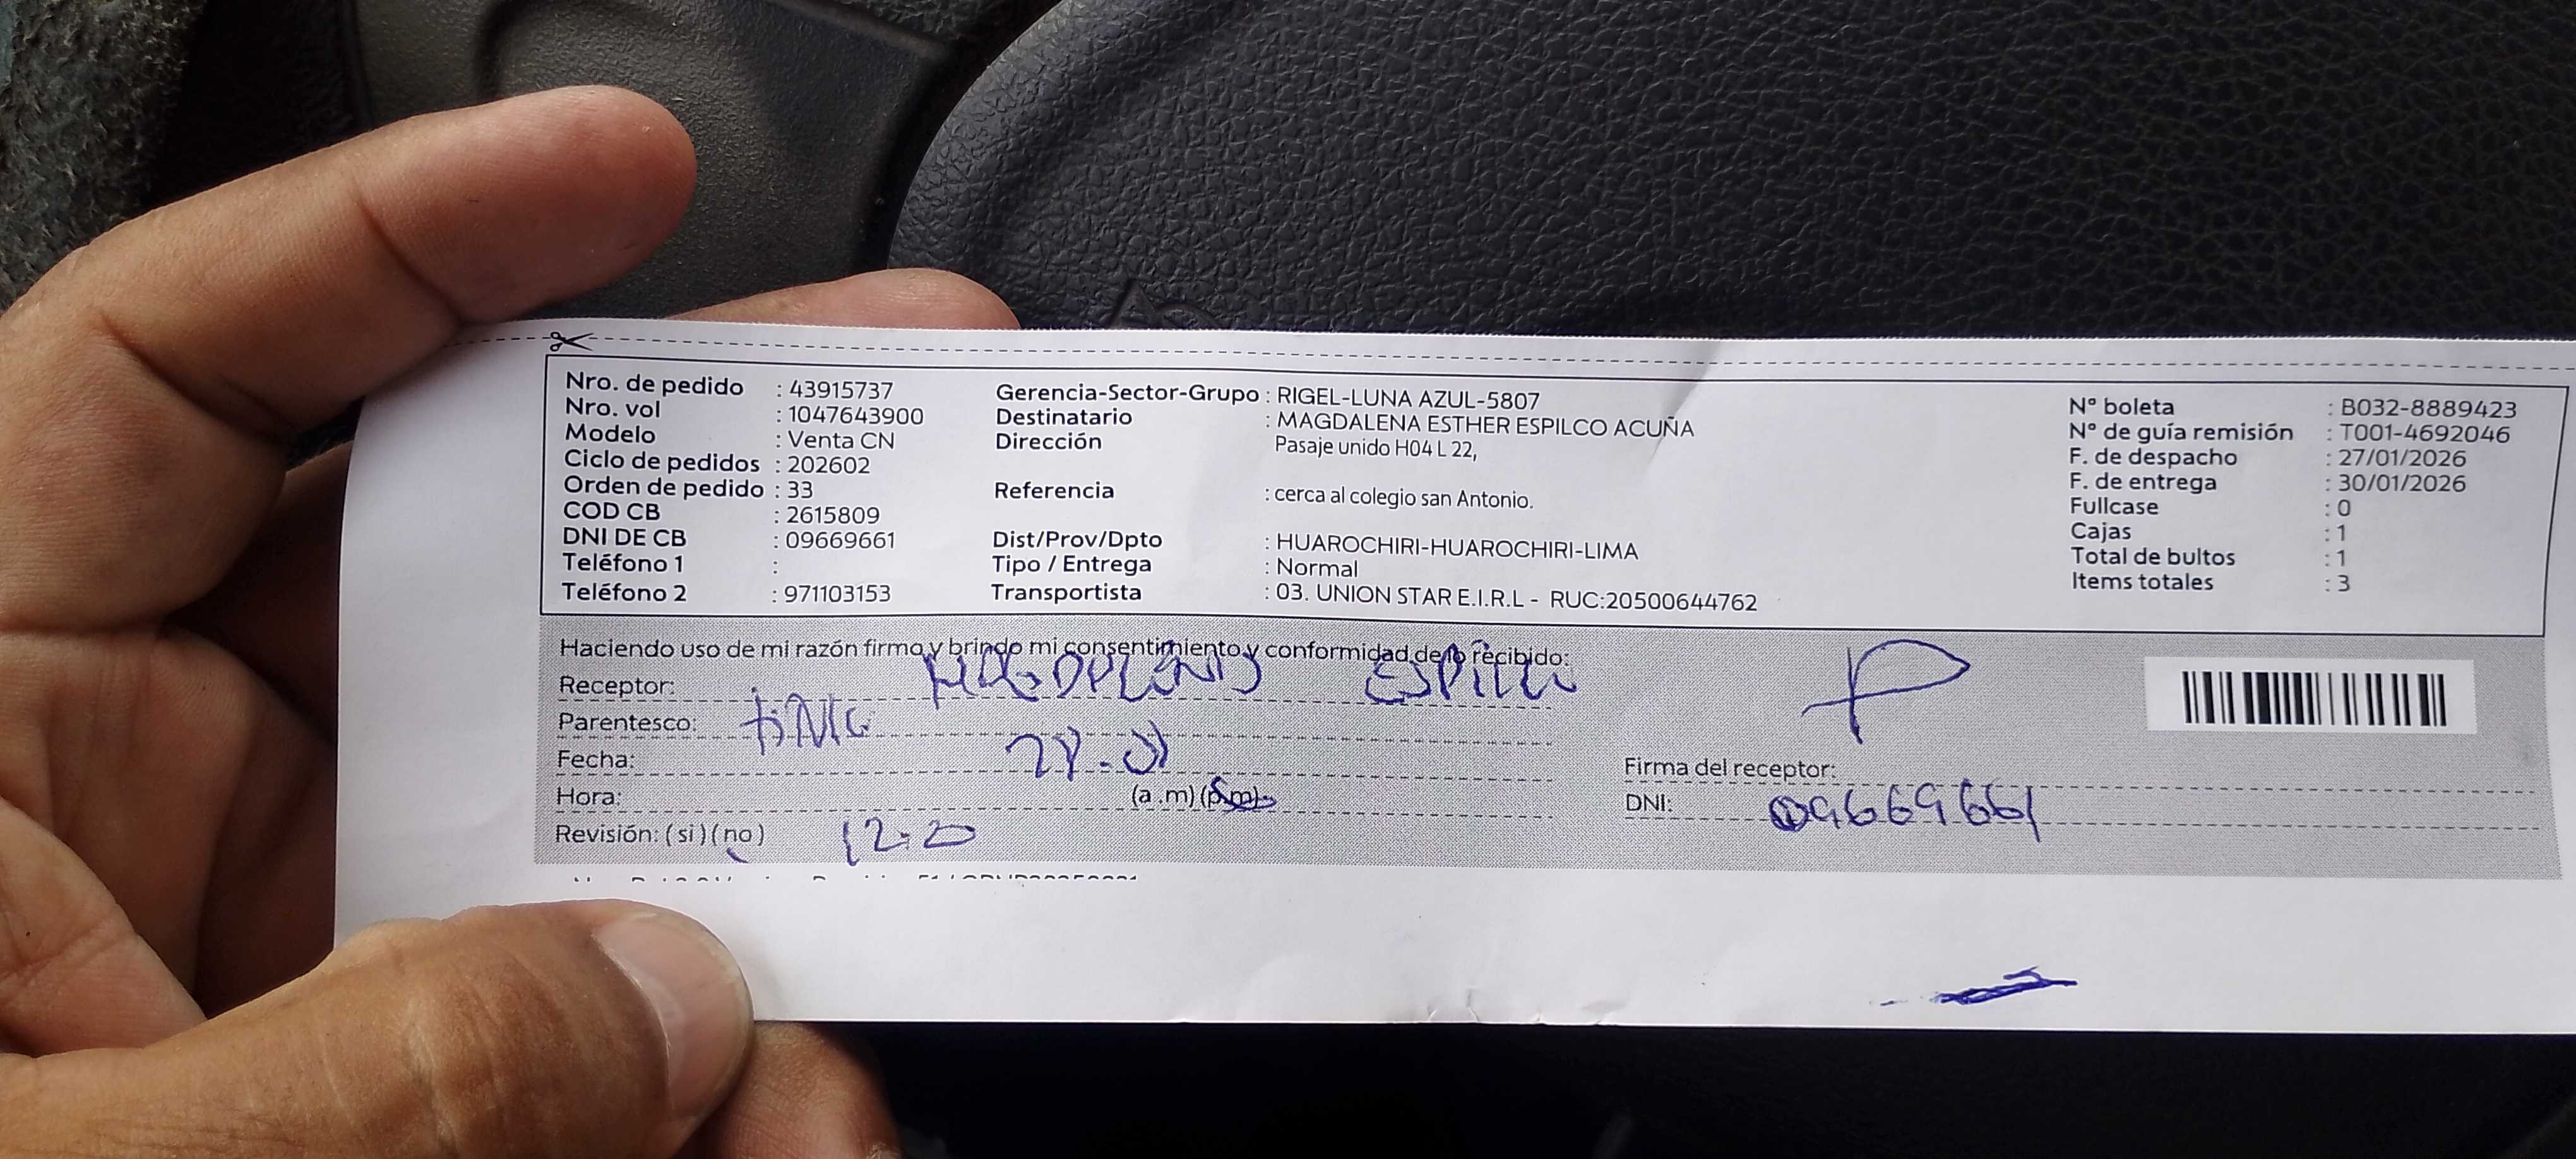 Nro. de pedido : 43915737
Nro. vol : 1047643900
Modelo : Venta CN
Ciclo de pedidos : 202602
Orden de pedido : 33
COD CB : 2615809
DNI DE CB : 09669661
Teléfono 1 :
Teléfono 2 : 971103153
Gerencia-Sector-Grupo : RIGEL-LUNA AZUL-5807
Destinatario : MAGDALENA ESTHER ESPILCO ACUÑA
Dirección Pasaje unido H04 L 22,
Referencia : cerca al colegio san Antonio.
Dist/Prov/Dpto : HUAROCHIRI-HUAROCHIRI-LIMA
Tipo / Entrega : Normal
Transportista : 03. UNION STAR E.I.R.L - RUC:20500644762
N° boleta : B032-8889423
N° de guía remisión : T001-4692046
F. de despacho : 27/01/2026
F. de entrega : 30/01/2026
Fullcase : 0
Cajas : 1
Total de bultos : 1
Items totales : 3
Haciendo uso de mi razón firmo y brindo mi consentimiento y conformidad de lo recibido:
Receptor:
Parentesco:
Fecha:
Hora: (a.m) (p.m)
Revisión: ( si ) ( no )
Firma del receptor:
DNI: 09669661